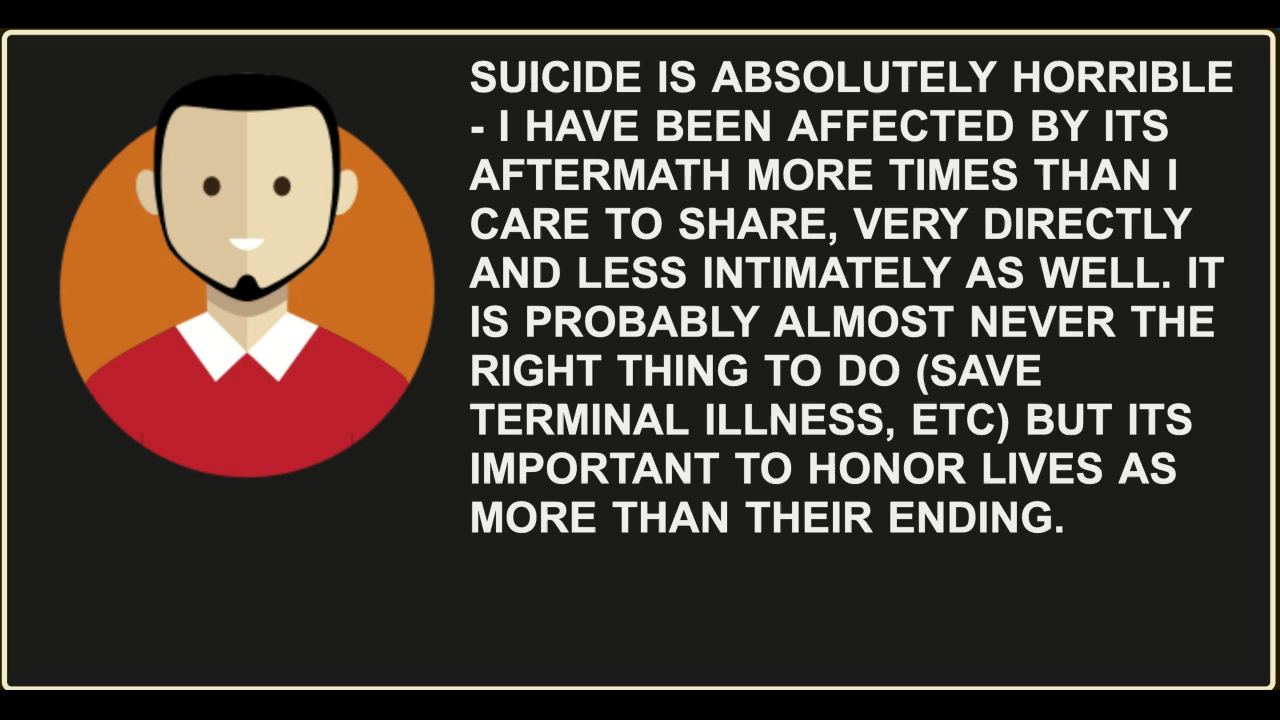 SUICIDE IS ABSOLUTELY HORRIBLE
- I HAVE BEEN AFFECTED BY ITS
AFTERMATH MORE TIMES THAN I
CARE TO SHARE, VERY DIRECTLY
AND LESS INTIMATELY AS WELL. IT
IS PROBABLY ALMOST NEVER THE
RIGHT THING TO DO (SAVE
TERMINAL ILLNESS, ETC) BUT ITS
IMPORTANT TO HONOR LIVES AS
MORE THAN THEIR ENDING.